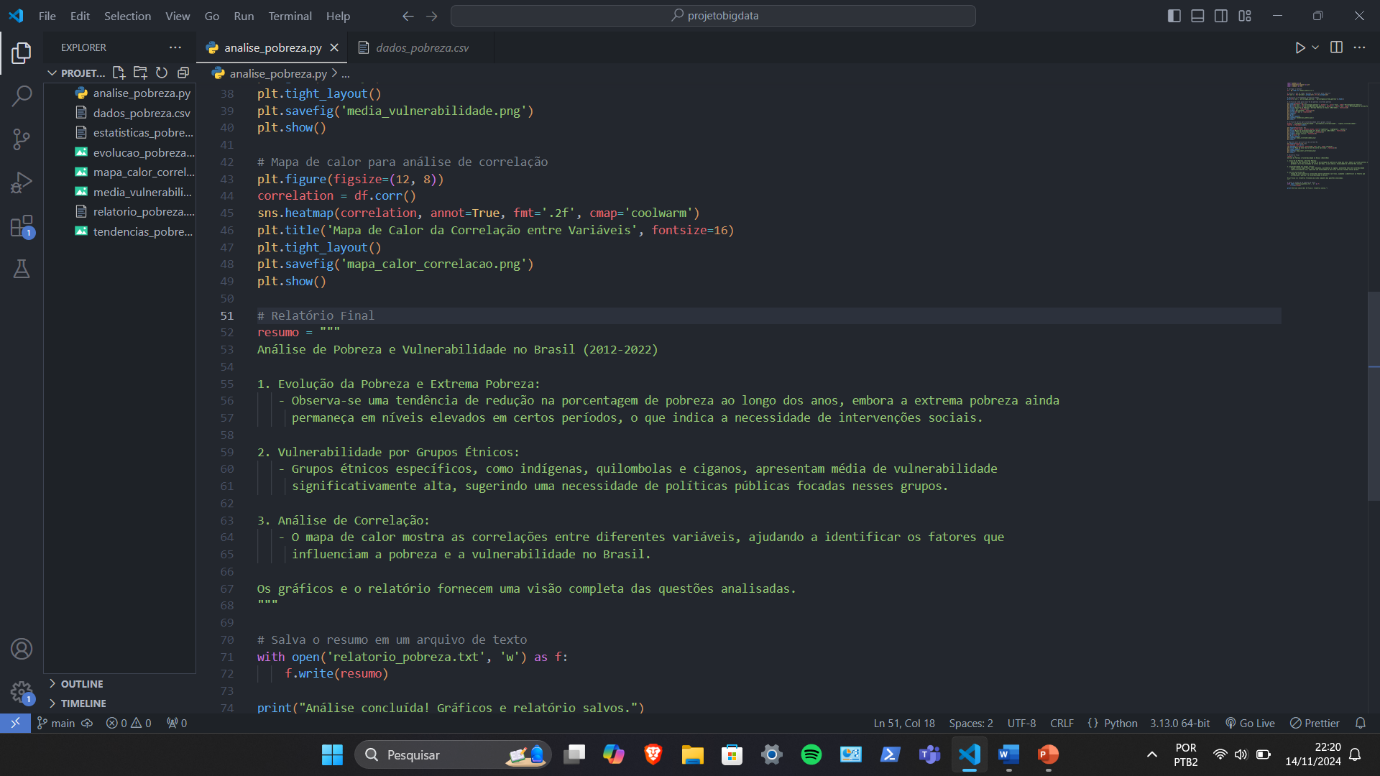 File Edit Selection View Go Run Terminal Help
projetobigdata
EXPLORER
PROJET...
analise_pobreza.py
dados_pobreza.csv
estatisticas_pobre...
evolucao_pobreza...
mapa_calor_correl...
media_vulnerabili...
relatorio_pobreza....
tendencias_pobre...
OUTLINE
TIMELINE
analise_pobreza.py
dados_pobreza.csv
analise_pobreza.py > ...
38 plt.tight_layout()
39 plt.savefig('media_vulnerabilidade.png')
40 plt.show()
41
42 # Mapa de calor para análise de correlação
43 plt.figure(figsize=(12, 8))
44 correlation = df.corr()
45 sns.heatmap(correlation, annot=True, fmt='.2f', cmap='coolwarm')
46 plt.title('Mapa de Calor da Correlação entre Variáveis', fontsize=16)
47 plt.tight_layout()
48 plt.savefig('mapa_calor_correlacao.png')
49 plt.show()
50
51 # Relatório Final
52 resumo = """
53 Análise de Pobreza e Vulnerabilidade no Brasil (2012-2022)
54
55 1. Evolução da Pobreza e Extrema Pobreza:
56 - Observa-se uma tendência de redução na porcentagem de pobreza ao longo dos anos, embora a extrema pobreza ainda
57 permaneça em níveis elevados em certos períodos, o que indica a necessidade de intervenções sociais.
58
59 2. Vulnerabilidade por Grupos Étnicos:
60 - Grupos étnicos específicos, como indígenas, quilombolas e ciganos, apresentam média de vulnerabilidade
61 significativamente alta, sugerindo uma necessidade de políticas públicas focadas nesses grupos.
62
63 3. Análise de Correlação:
64 - O mapa de calor mostra as correlações entre diferentes variáveis, ajudando a identificar os fatores que
65 influenciam a pobreza e a vulnerabilidade no Brasil.
66
67 Os gráficos e o relatório fornecem uma visão completa das questões analisadas.
68 """
69
70 # Salva o resumo em um arquivo de texto
71 with open('relatorio_pobreza.txt', 'w') as f:
72 f.write(resumo)
73
74 print("Análise concluída! Gráficos e relatório salvos.")
1
1
main 0 0 0
Ln 51, Col 18 Spaces: 2 UTF-8 CRLF {} Python 3.13.0 64-bit Go Live Prettier
Pesquisar
POR
PTB2
22:20
14/11/2024